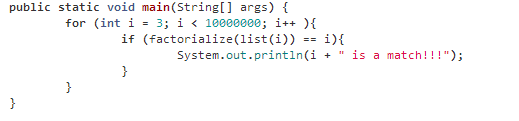 public static void main(String[] args) {
for (int i = 3; i < 10000000; i++ ){
if (factorialize(list(i)) == i){
System.out.println(i + " is a match!!!");
}
}
}